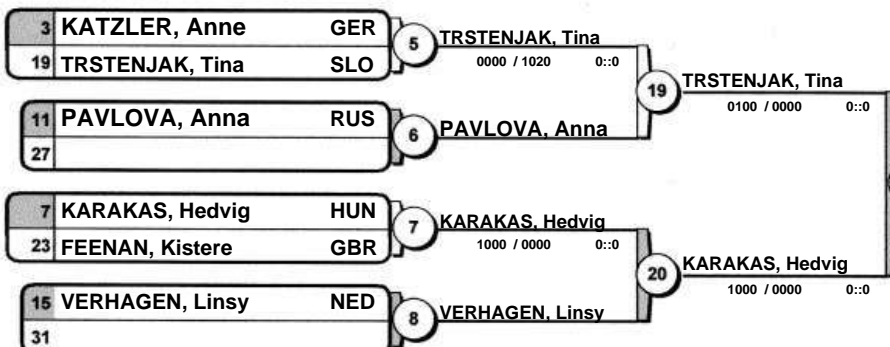 3 KATZLER, Anne GER
19 TRSTENJAK, Tina SLO
5
TRSTENJAK, Tina
0000 / 1020 0::0
11 PAVLOVA, Anna RUS
27
6
PAVLOVA, Anna
19
TRSTENJAK, Tina
0100 / 0000 0::0
7 KARAKAS, Hedvig HUN
23 FEENAN, Kistere GBR
7
KARAKAS, Hedvig
1000 / 0000 0::0
15 VERHAGEN, Linsy NED
31
8
VERHAGEN, Linsy
20
KARAKAS, Hedvig
1000 / 0000 0::0